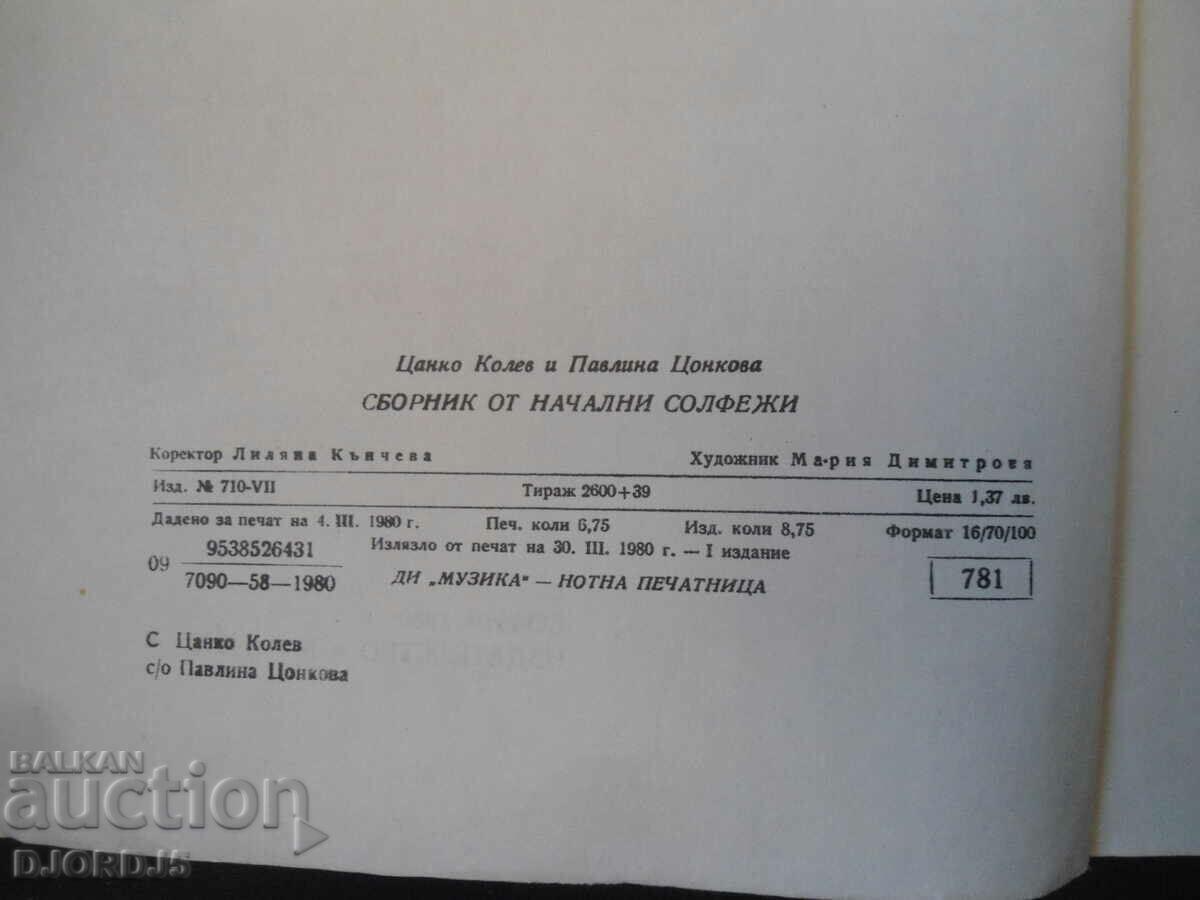 Цанко Колев и Павлина Цонкова
СБОРНИК ОТ НАЧАЛНИ СОЛФЕЖИ
Коректор Лиляна Кънчева Художник Мария Димитрова
Изд. № 710-VII Тираж 2600+39 Цена 1,37 лв.
Дадено за печат на 4. III. 1980 г. Печ. коли 6,75 Изд. коли 8,75 Формат 16/70/100
09 9538526431 Излязло от печат на 30. III. 1980 г. — I издание
7090—58—1980 ДИ „МУЗИКА" — НОТНА ПЕЧАТНИЦА 781
С Цанко Колев
с/о Павлина Цонкова
BALKAN
auction
DJORDJ5